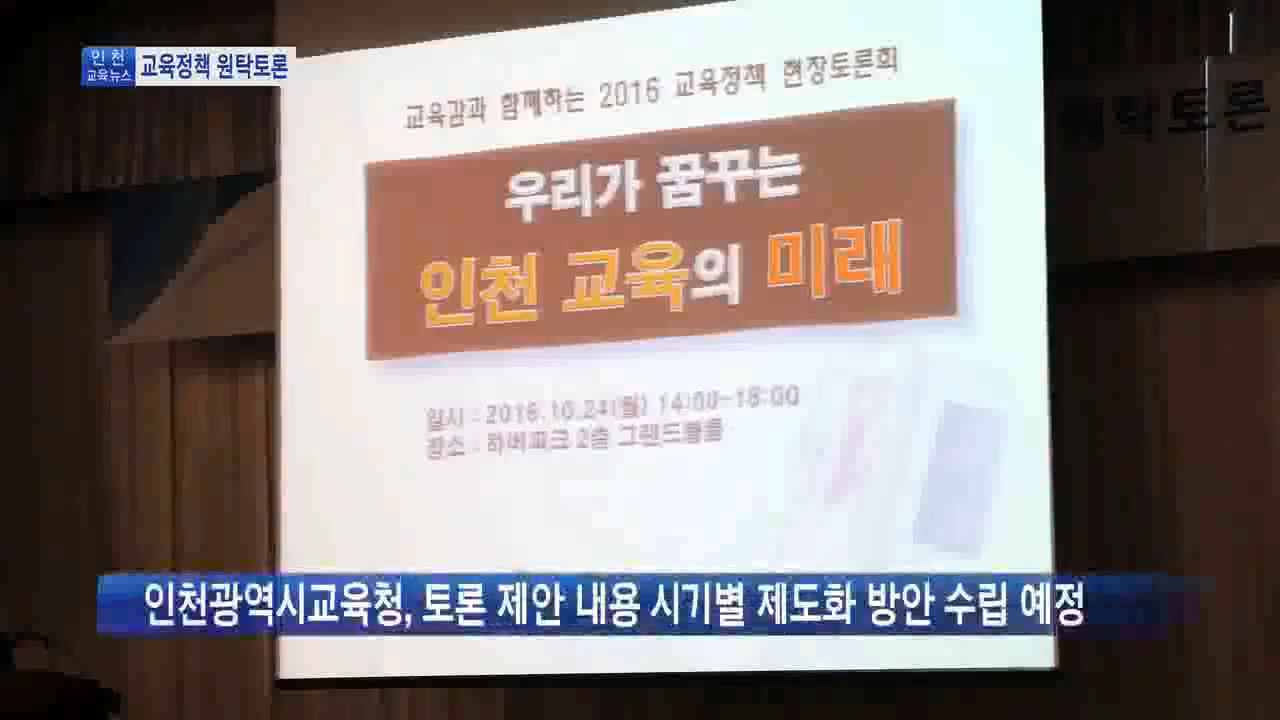 인천
교육뉴스
교육정책 원탁토론
교육감과 함께하는 2016 교육정책 현장토론회
우리가 꿈꾸는
인천 교육의 미래
일시 : 2016.10.24(월) 14:00-18:00
장소 : 하버파크 2층 그랜드볼룸
원탁토론
인천광역시교육청, 토론 제안 내용 시기별 제도화 방안 수립 예정